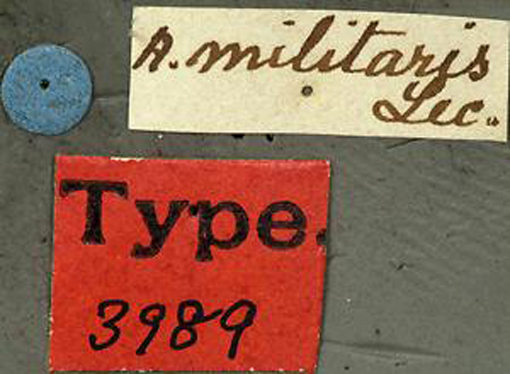 A. militaris
Lec.
Type.
3989